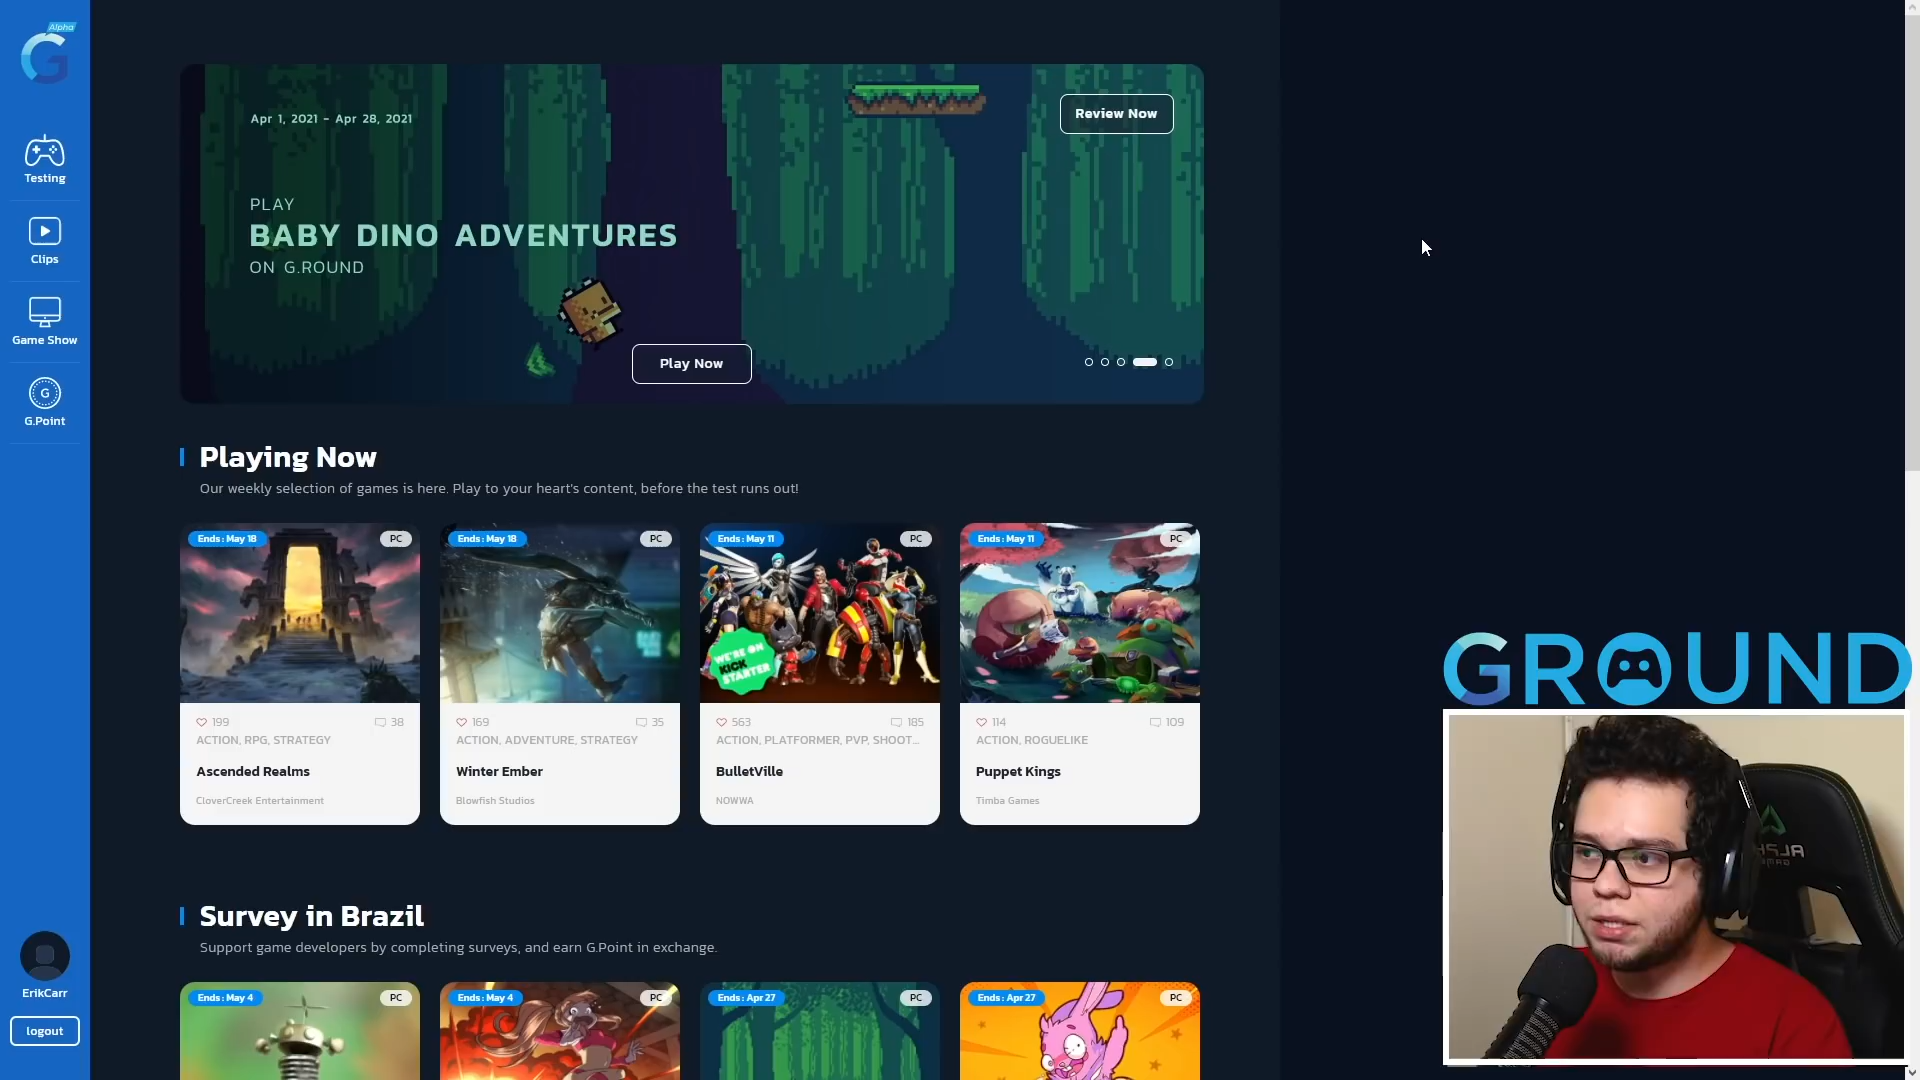 Alpha
G
Testing
Clips
Game Show
G
G.Point
ErikCarr
logout
Apr 1, 2021 - Apr 28, 2021
Review Now
PLAY
BABY DINO ADVENTURES
ON G.ROUND
Play Now
Playing Now
Our weekly selection of games is here. Play to your heart's content, before the test runs out!
Ends : May 18
PC
199
38
ACTION, RPG, STRATEGY
Ascended Realms
CloverCreek Entertainment
Ends : May 18
PC
169
35
ACTION, ADVENTURE, STRATEGY
Winter Ember
Blowfish Studios
Ends : May 11
PC
WE'RE ON
KICK
STARTER
563
185
ACTION, PLATFORMER, PVP, SHOOT...
BulletVille
NOWWA
Ends : May 11
PC
114
109
ACTION, ROGUELIKE
Puppet Kings
Timba Games
Survey in Brazil
Support game developers by completing surveys, and earn G.Point in exchange.
Ends : May 4
PC
Ends : May 4
PC
Ends : Apr 27
PC
Ends : Apr 27
PC
GROUND